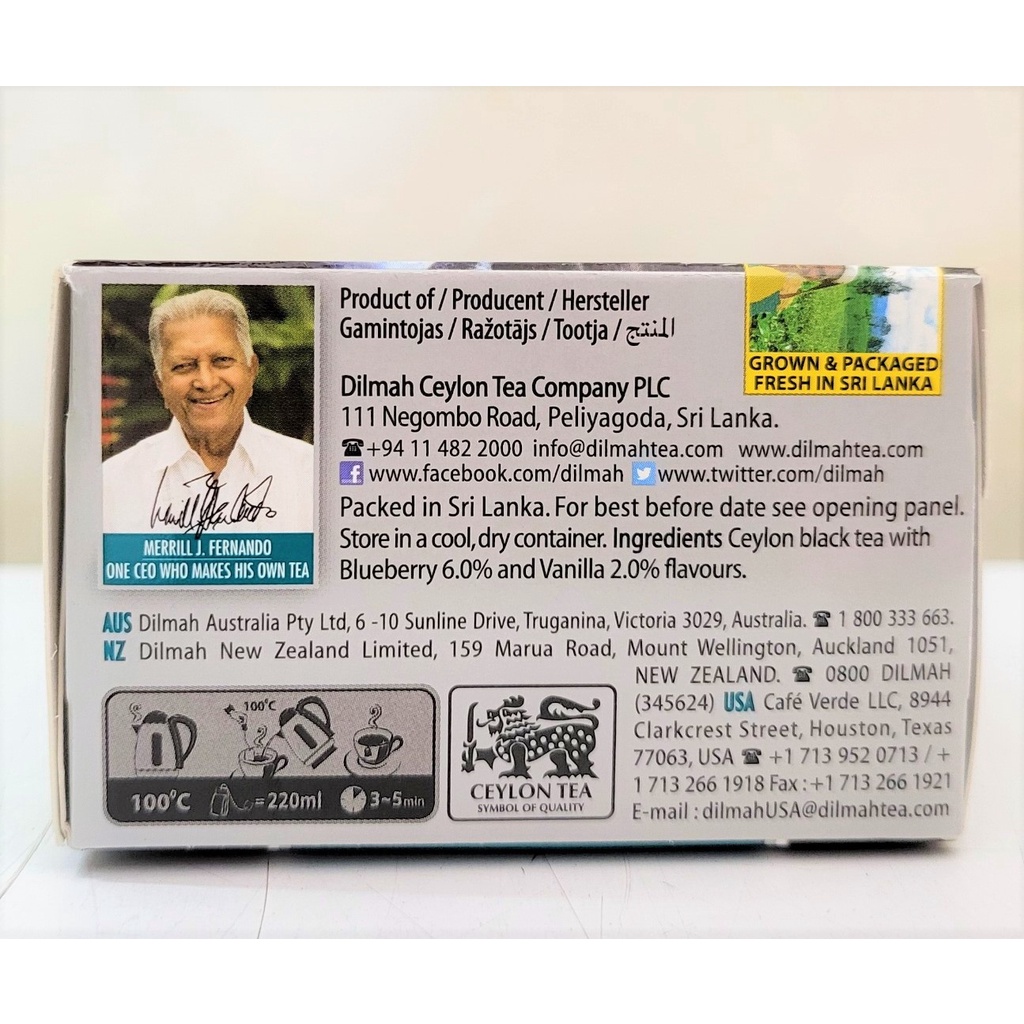 Product of / Producent / Hersteller
Gamintojas / Ražotājs / Tootja / المنتج
GROWN & PACKAGED
FRESH IN SRI LANKA
Dilmah Ceylon Tea Company PLC
111 Negombo Road, Peliyagoda, Sri Lanka.
☎+94 11 482 2000 info@dilmahtea.com www.dilmahtea.com
f www.facebook.com/dilmah www.twitter.com/dilmah
Packed in Sri Lanka. For best before date see opening panel.
Store in a cool, dry container. Ingredients Ceylon black tea with
Blueberry 6.0% and Vanilla 2.0% flavours.
MERRILL J. FERNANDO
ONE CEO WHO MAKES HIS OWN TEA
AUS Dilmah Australia Pty Ltd, 6 -10 Sunline Drive, Truganina, Victoria 3029, Australia. ☎ 1 800 333 663.
NZ Dilmah New Zealand Limited, 159 Marua Road, Mount Wellington, Auckland 1051,
NEW ZEALAND. ☎ 0800 DILMAH
(345624) USA Café Verde LLC, 8944
Clarkcrest Street, Houston, Texas
77063, USA ☎ +1 713 952 0713 / +
1 713 266 1918 Fax : +1 713 266 1921
E-mail : dilmahUSA@dilmahtea.com
100°C
100°C =220ml 3~5min
CEYLON TEA
SYMBOL OF QUALITY